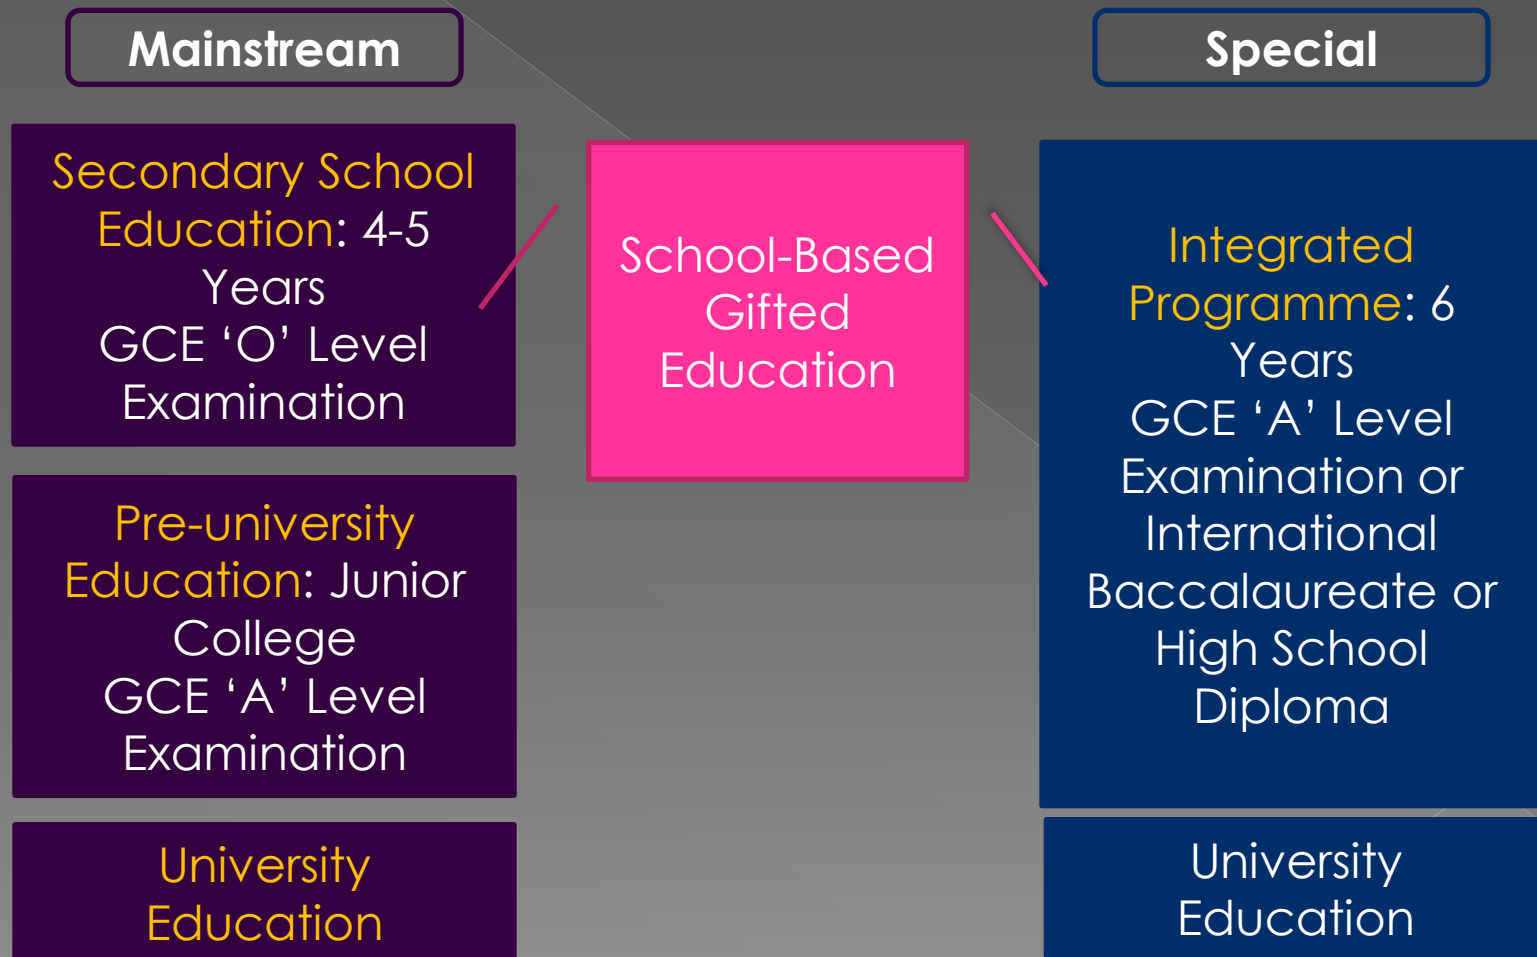 Mainstream
Secondary School
Education: 4-5
Years
GCE ‘O’ Level
Examination
Pre-university
Education: Junior
College
GCE ‘A’ Level
Examination
University
Education
School-Based
Gifted
Education
Special
Integrated
Programme: 6
Years
GCE ‘A’ Level
Examination or
International
Baccalaureate or
High School
Diploma
University
Education